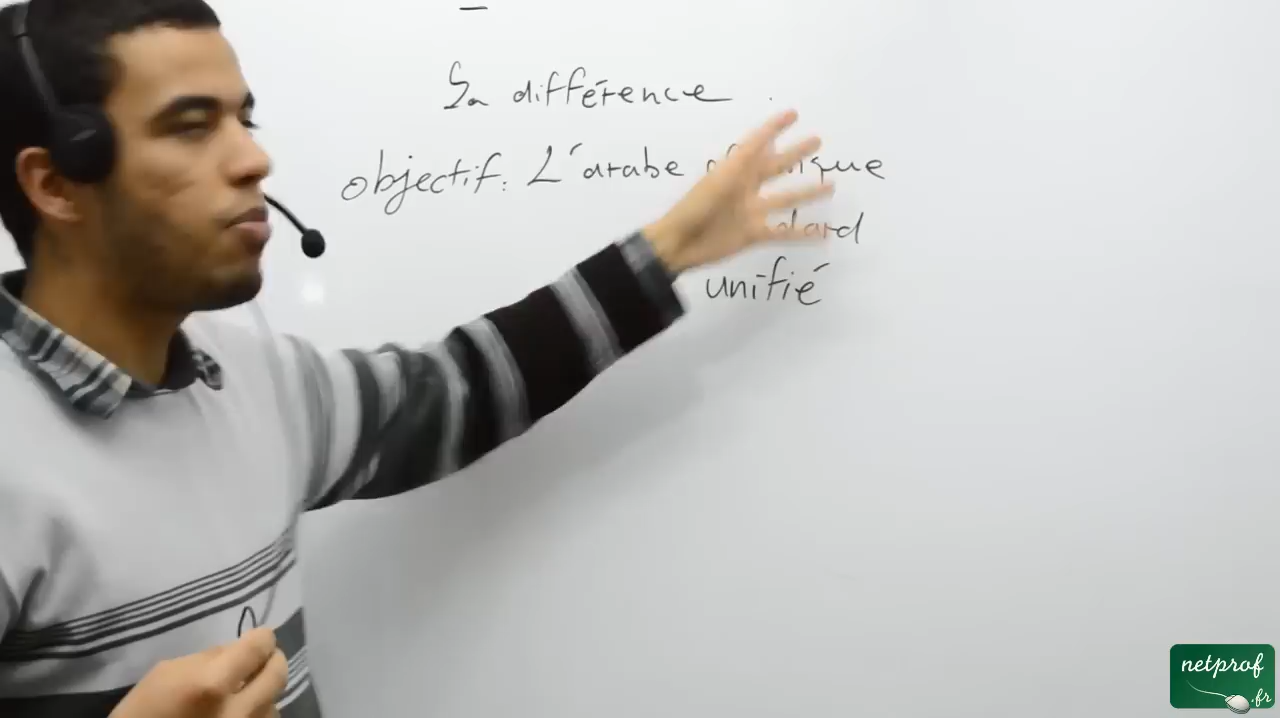 La différence
objectif: L'arabe
unifié
netprof
.fr